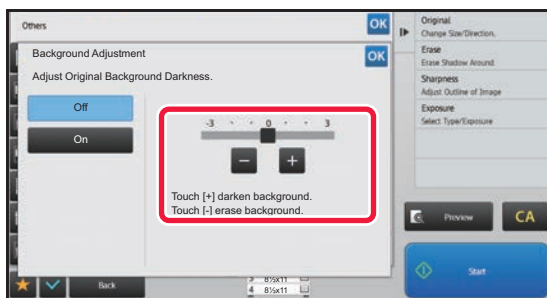 Others
OK
Background Adjustment
OK
Adjust Original Background Darkness.
Off
On
-3 · · 0 · · 3
− +
Touch [+] darken background.
Touch [-] erase background.
Back
8½x11
4 8½x11
Original
Change Size/Direction.
Erase
Erase Shadow Around
Sharpness
Adjust Outline of Image
Exposure
Select Type/Exposure
Preview
CA
Start